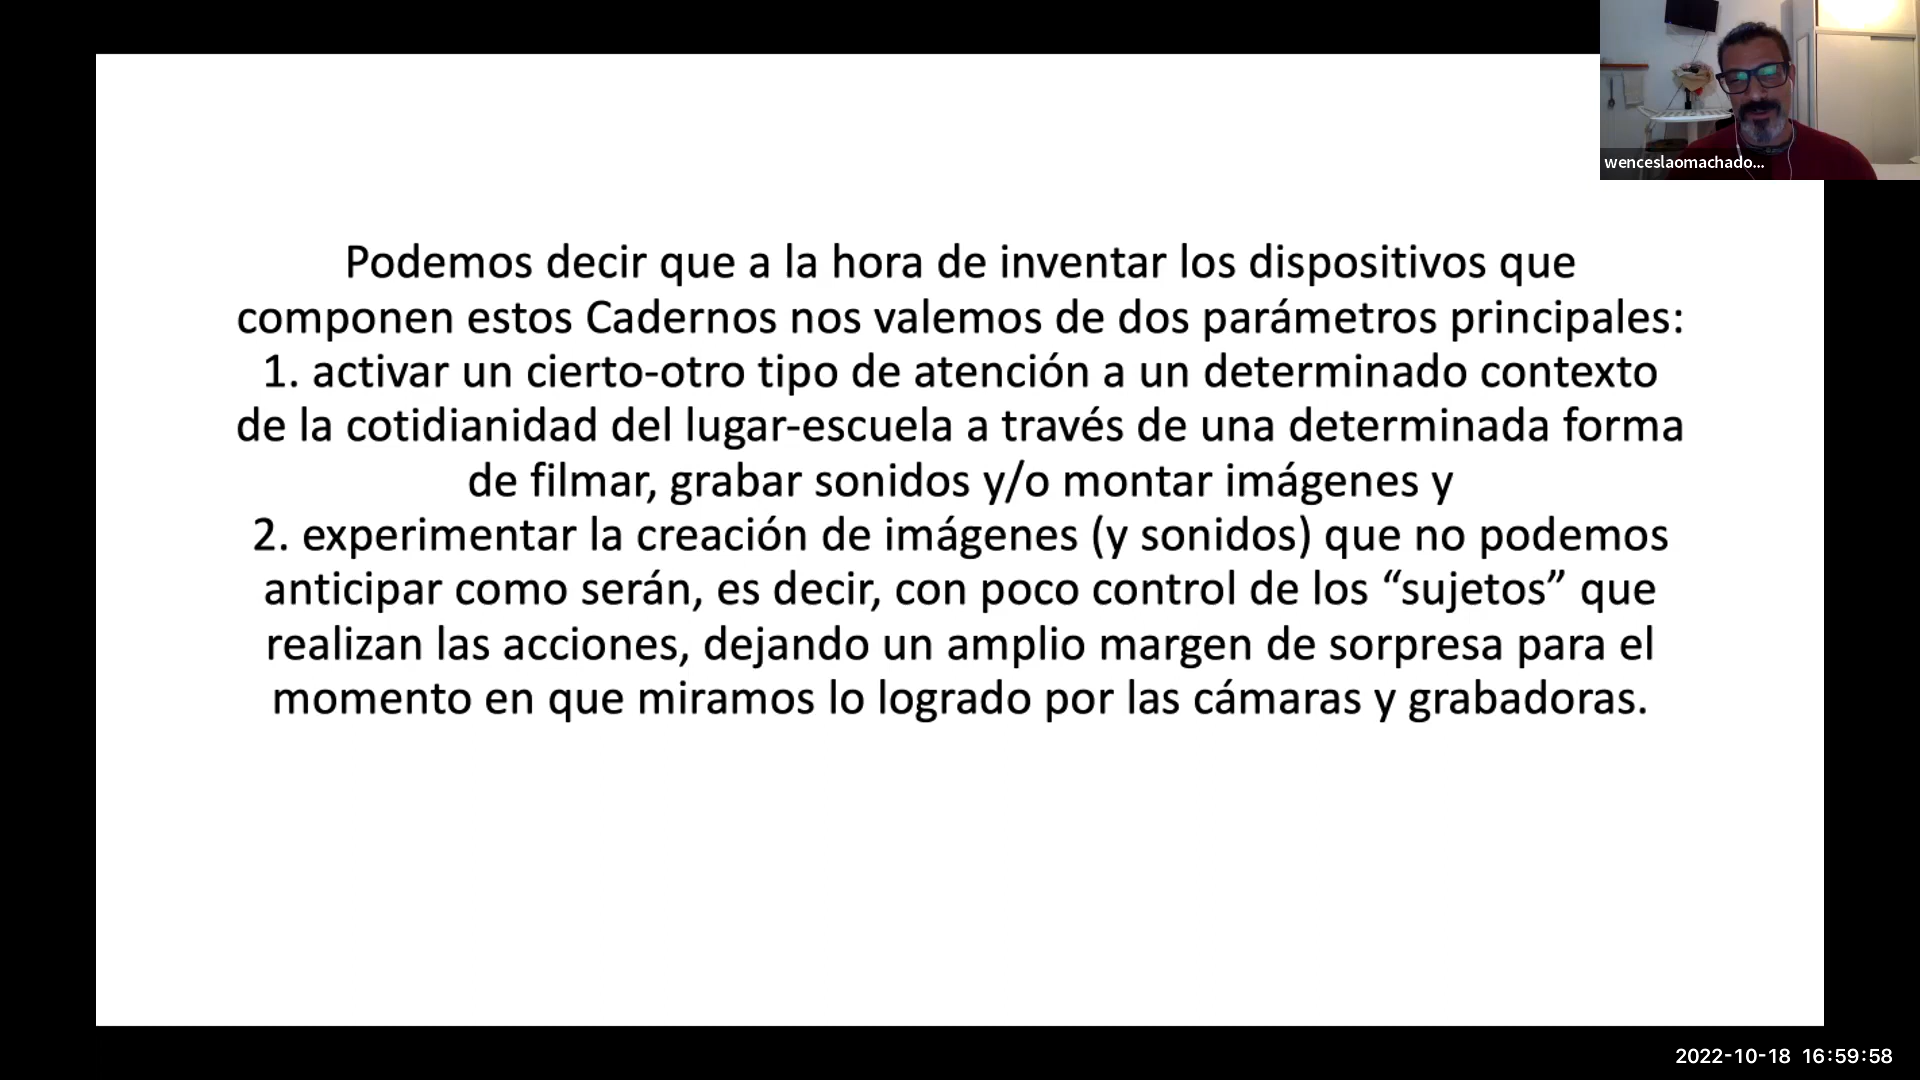 wenceslaomachado...
Podemos decir que a la hora de inventar los dispositivos que
componen estos Cadernos nos valemos de dos parámetros principales:
1. activar un cierto-otro tipo de atención a un determinado contexto
de la cotidianidad del lugar-escuela a través de una determinada forma
de filmar, grabar sonidos y/o montar imágenes y
2. experimentar la creación de imágenes (y sonidos) que no podemos
anticipar como serán, es decir, con poco control de los “sujetos” que
realizan las acciones, dejando un amplio margen de sorpresa para el
momento en que miramos lo logrado por las cámaras y grabadoras.
2022-10-18 16:59:58